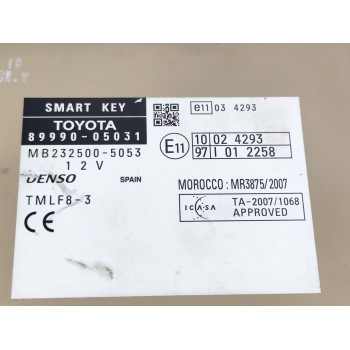 SMART KEY
TOYOTA
89990-05031
MB232500-5053
12V
DENSO SPAIN
TMLF8-3
CE
e11 03 4293
E11
10 02 4293
97 I 01 2258
MOROCCO : MR3875/2007
ICASA
TA-2007/1068
APPROVED